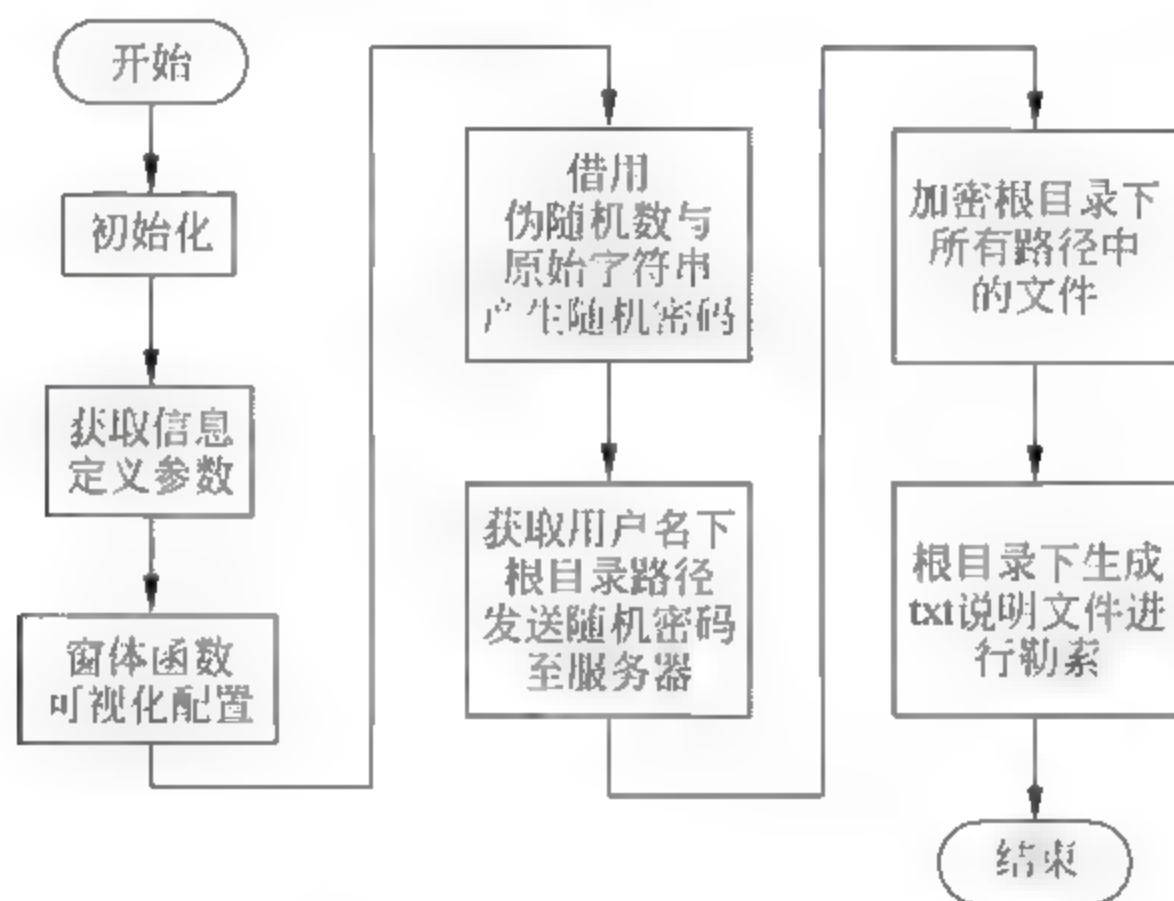 开始
初始化
获取信息
定义参数
窗体函数
可视化配置
借用
伪随机数与
原始字符串
产生随机密码
获取用户名下
根目录路径
发送随机密码
至服务器
加密根目录下
所有路径中
的文件
根目录下生成
txt说明文件进
行勒索
结束